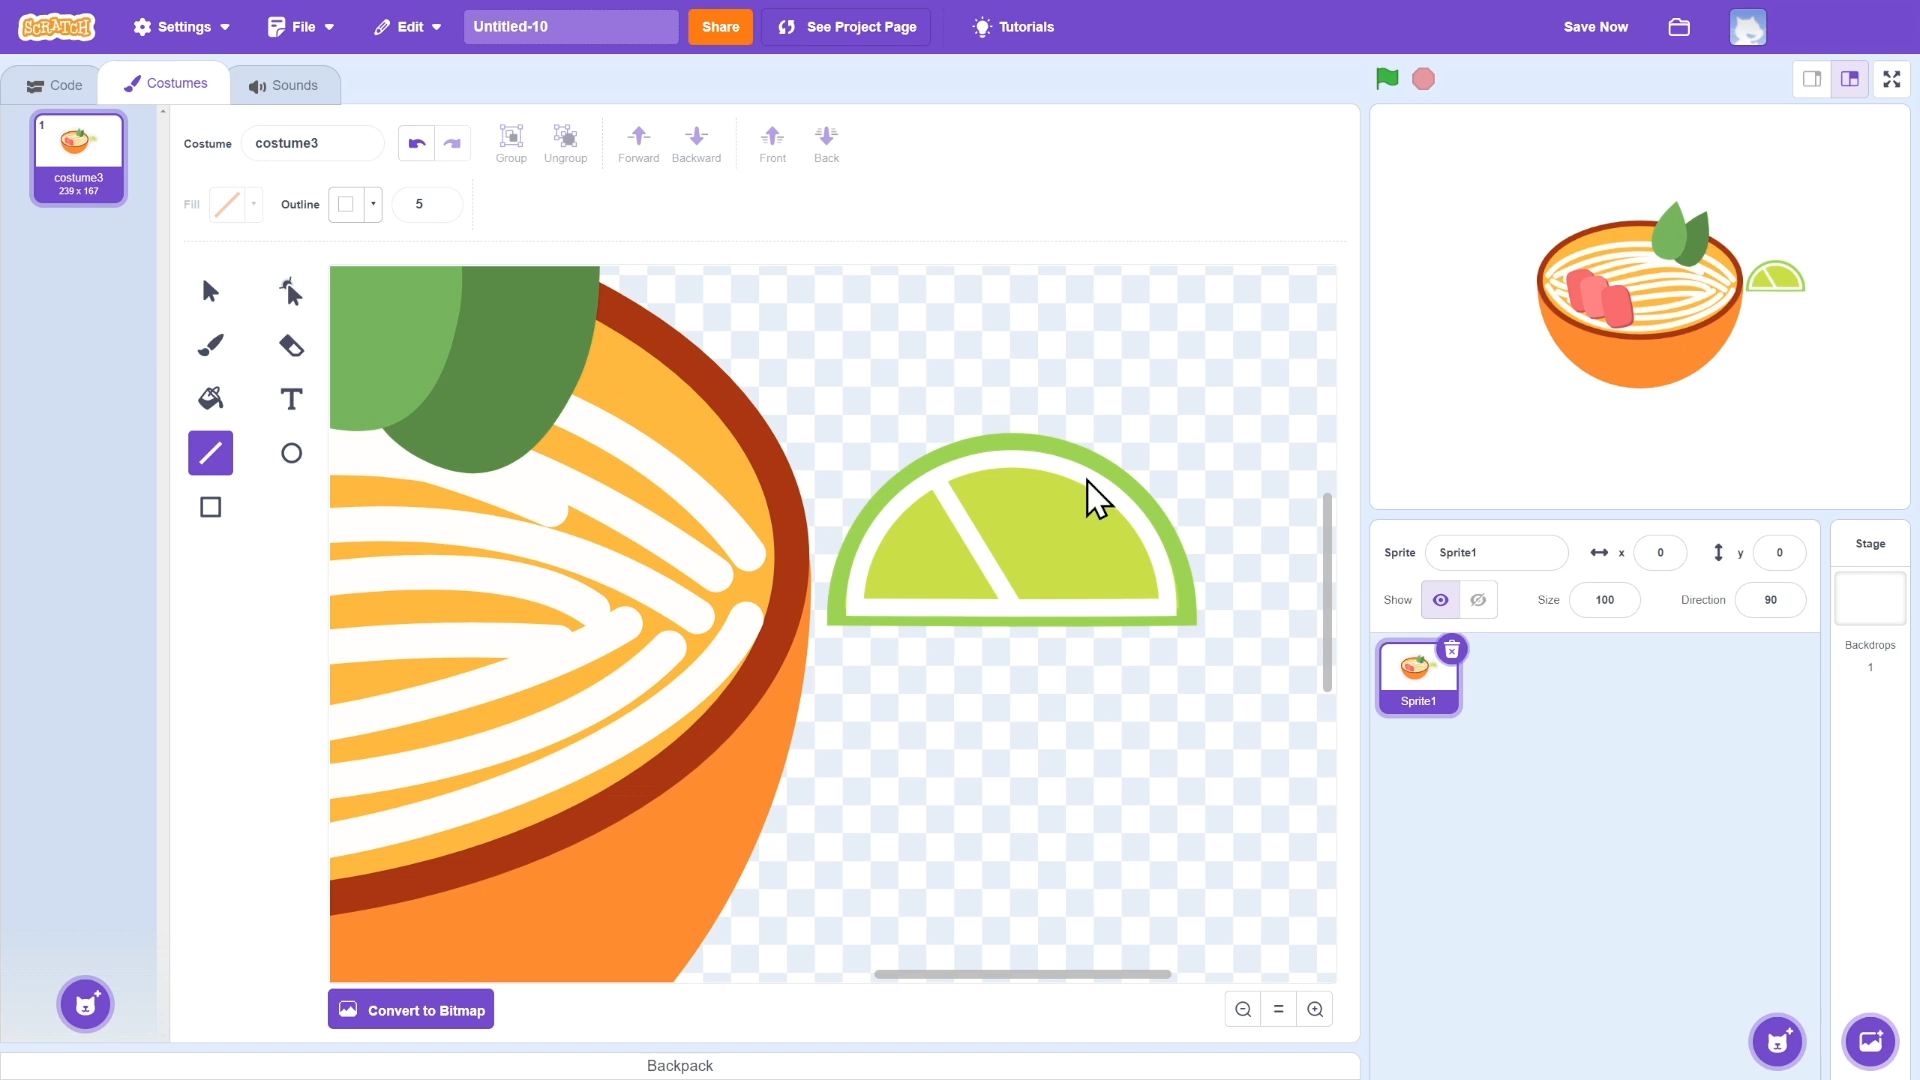 SCRATCH
Settings
File
Edit
Untitled-10
Share
See Project Page
Tutorials
Save Now
Code
Costumes
Sounds
1
costume3
239 x 167
Costume
costume3
Group
Ungroup
Forward
Backward
Front
Back
Fill
Outline
5
T
Convert to Bitmap
Backpack
Sprite
Sprite1
x
0
y
0
Show
Size
100
Direction
90
Sprite1
Stage
Backdrops
1